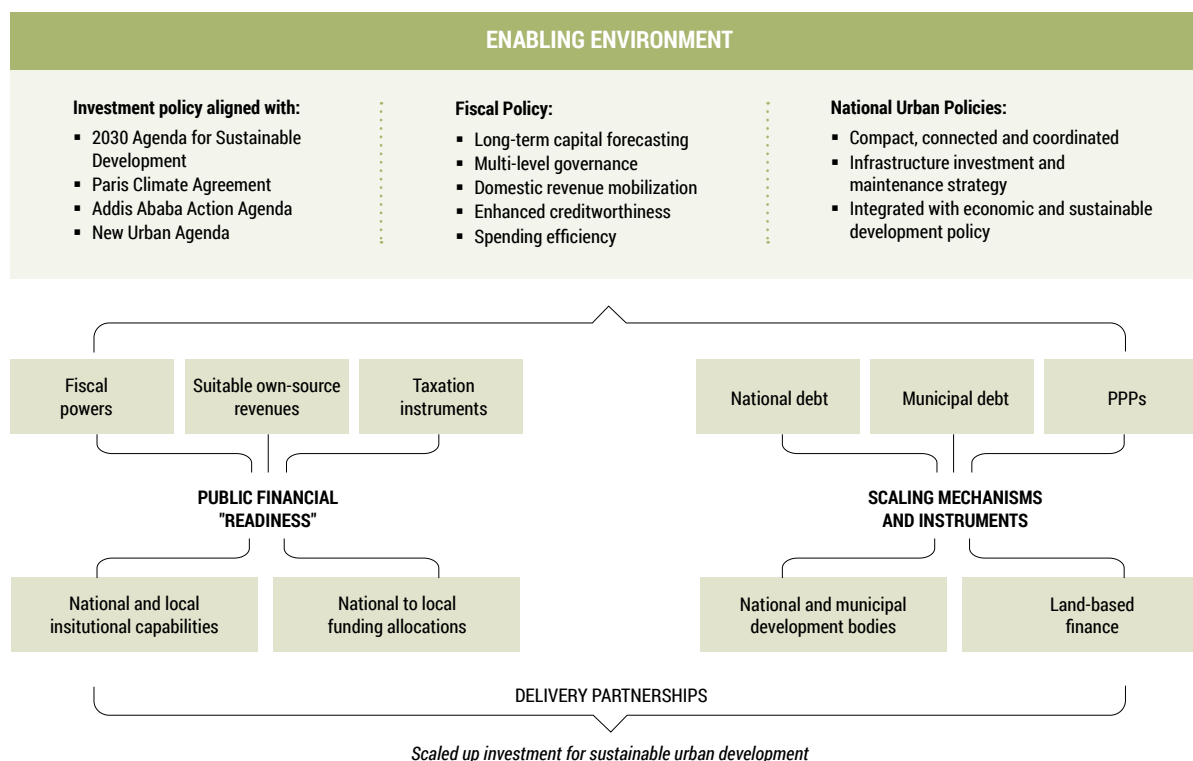 ENABLING ENVIRONMENT
Investment policy aligned with:
▪ 2030 Agenda for Sustainable
Development
▪ Paris Climate Agreement
▪ Addis Ababa Action Agenda
▪ New Urban Agenda
Fiscal Policy:
▪ Long-term capital forecasting
▪ Multi-level governance
▪ Domestic revenue mobilization
▪ Enhanced creditworthiness
▪ Spending efficiency
National Urban Policies:
▪ Compact, connected and coordinated
▪ Infrastructure investment and
maintenance strategy
▪ Integrated with economic and sustainable
development policy
Fiscal
powers
Suitable own-source
revenues
Taxation
instruments
National debt
Municipal debt
PPPs
PUBLIC FINANCIAL
"READINESS"
SCALING MECHANISMS
AND INSTRUMENTS
National and local
insitutional capabilities
National to local
funding allocations
National and municipal
development bodies
Land-based
finance
DELIVERY PARTNERSHIPS
Scaled up investment for sustainable urban development